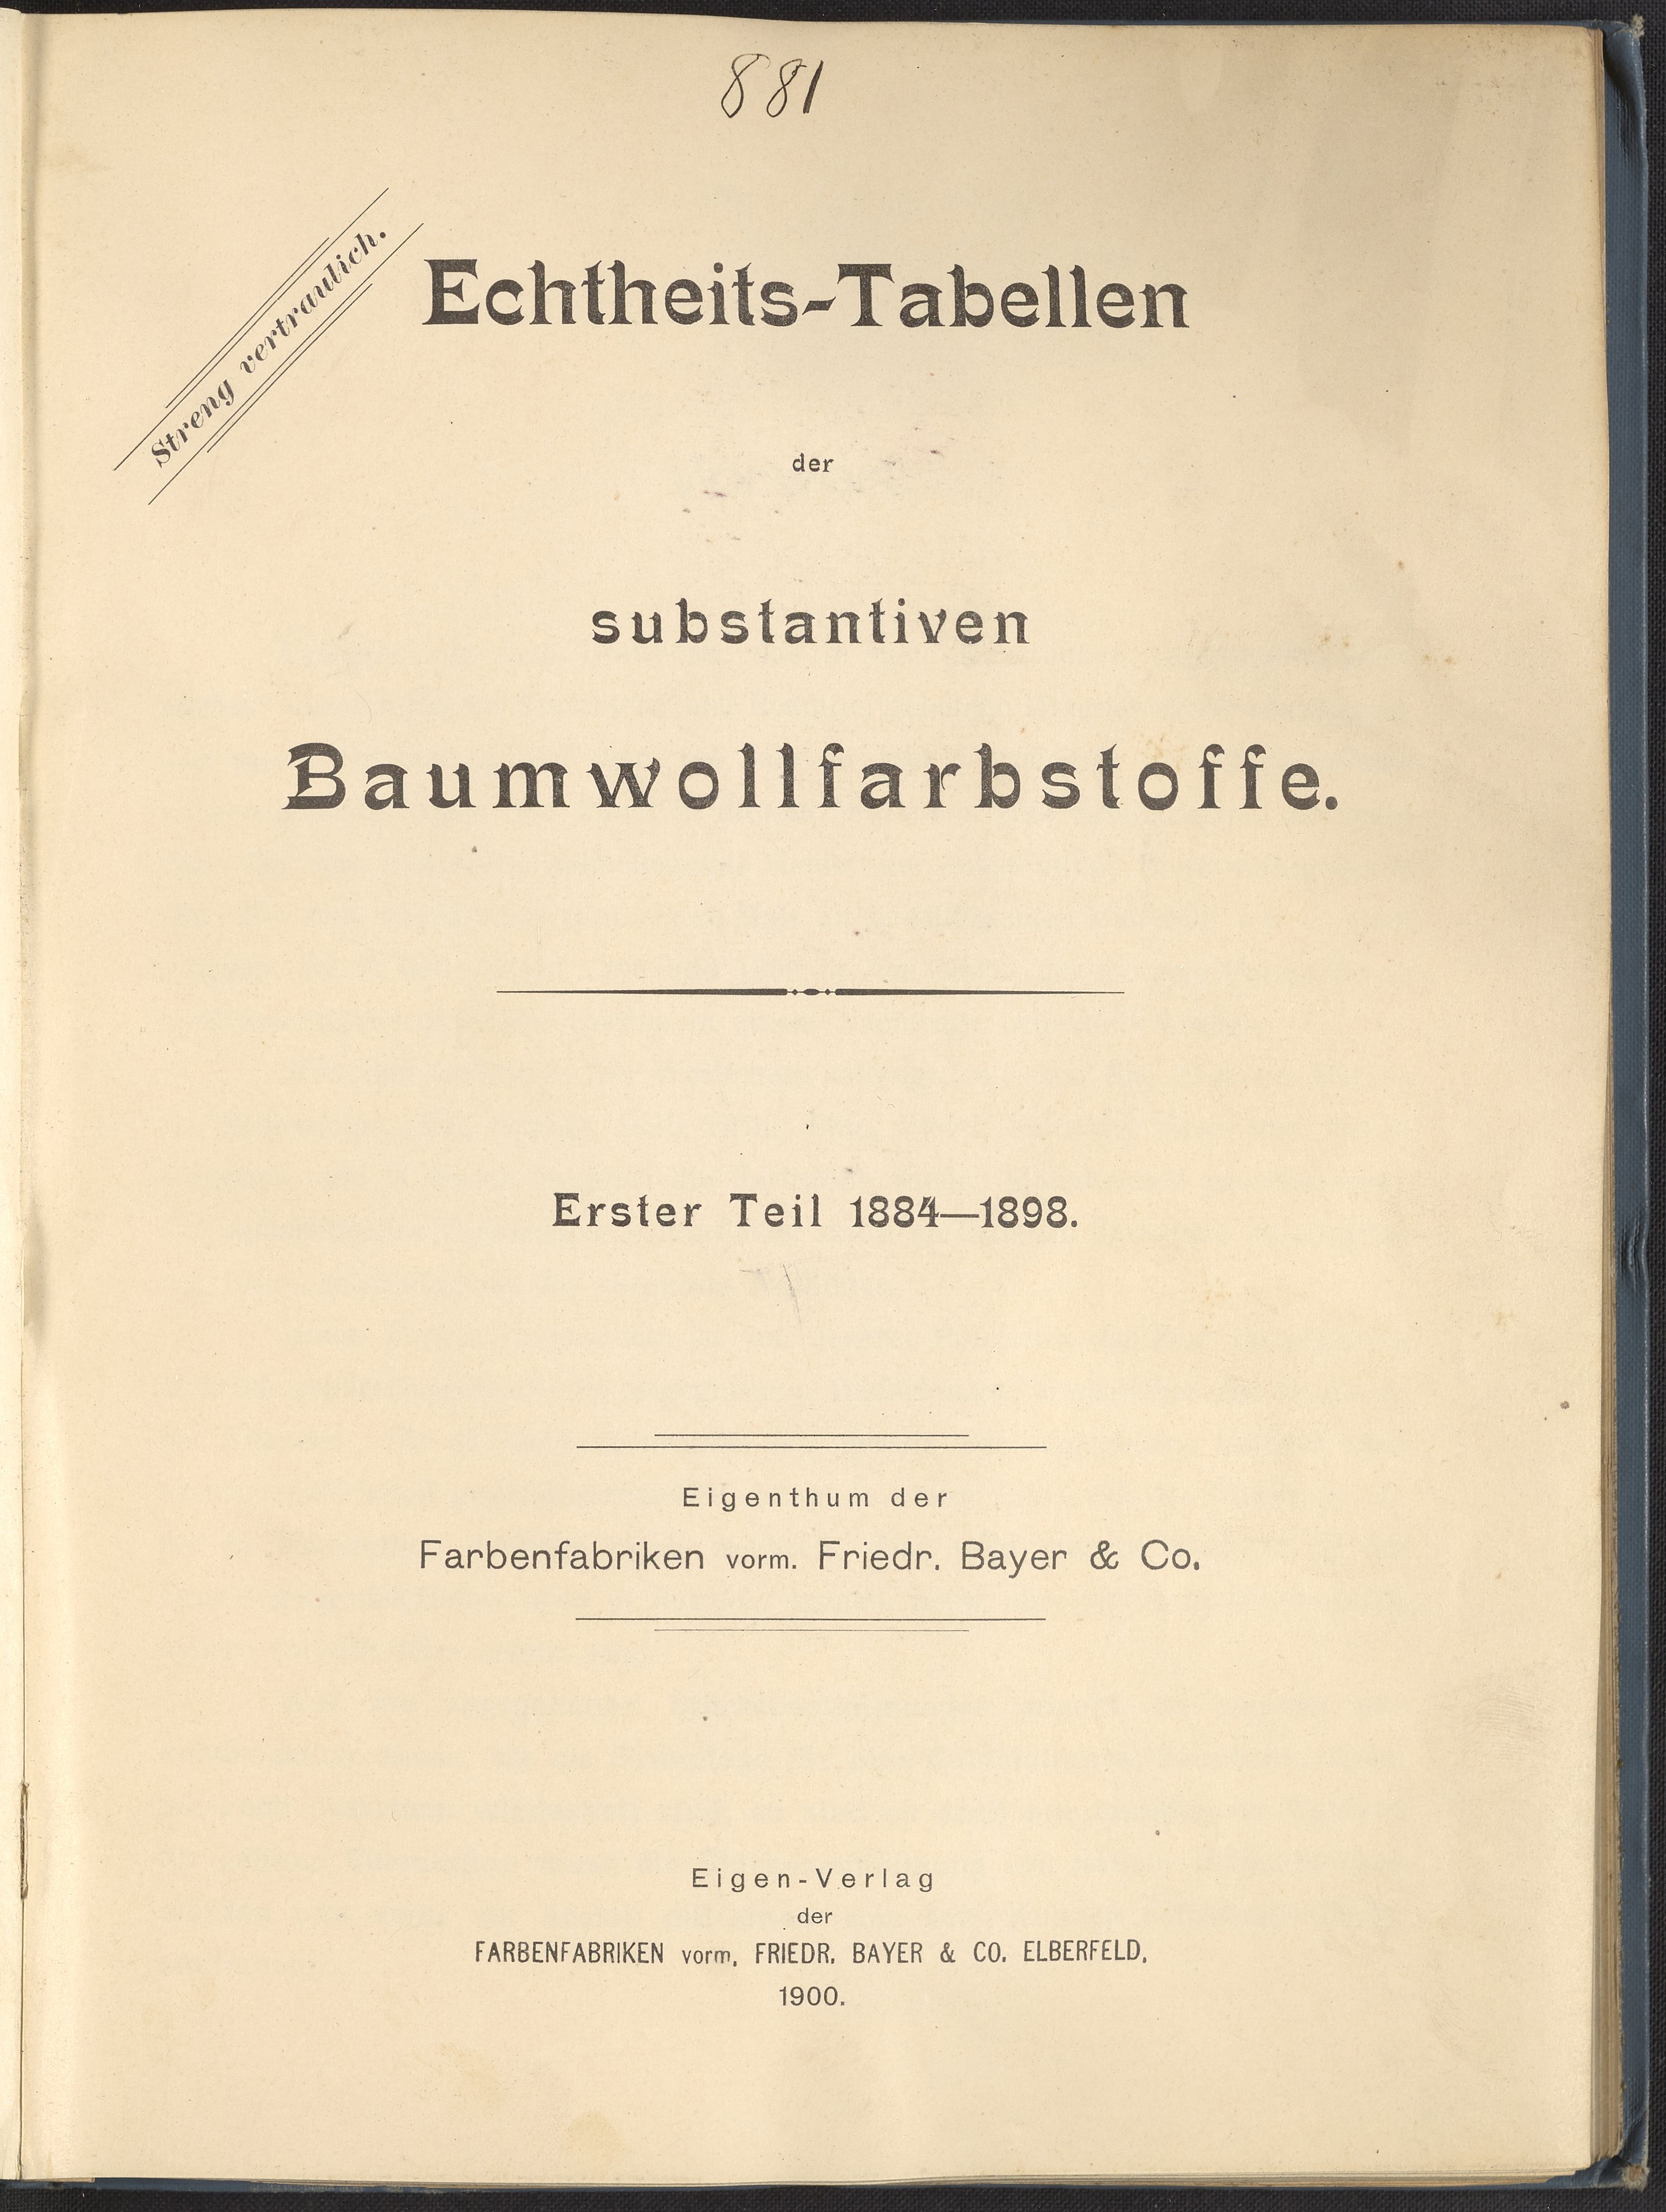 881
Streng vertraulich.
Echtheits-Tabellen
der
substantiven
Baumwollfarbstoffe.
Erster Teil 1884—1898.
Eigenthum der
Farbenfabriken vorm. Friedr. Bayer & Co.
Eigen-Verlag
der
FARBENFABRIKEN vorm. FRIEDR. BAYER & CO. ELBERFELD.
1900.